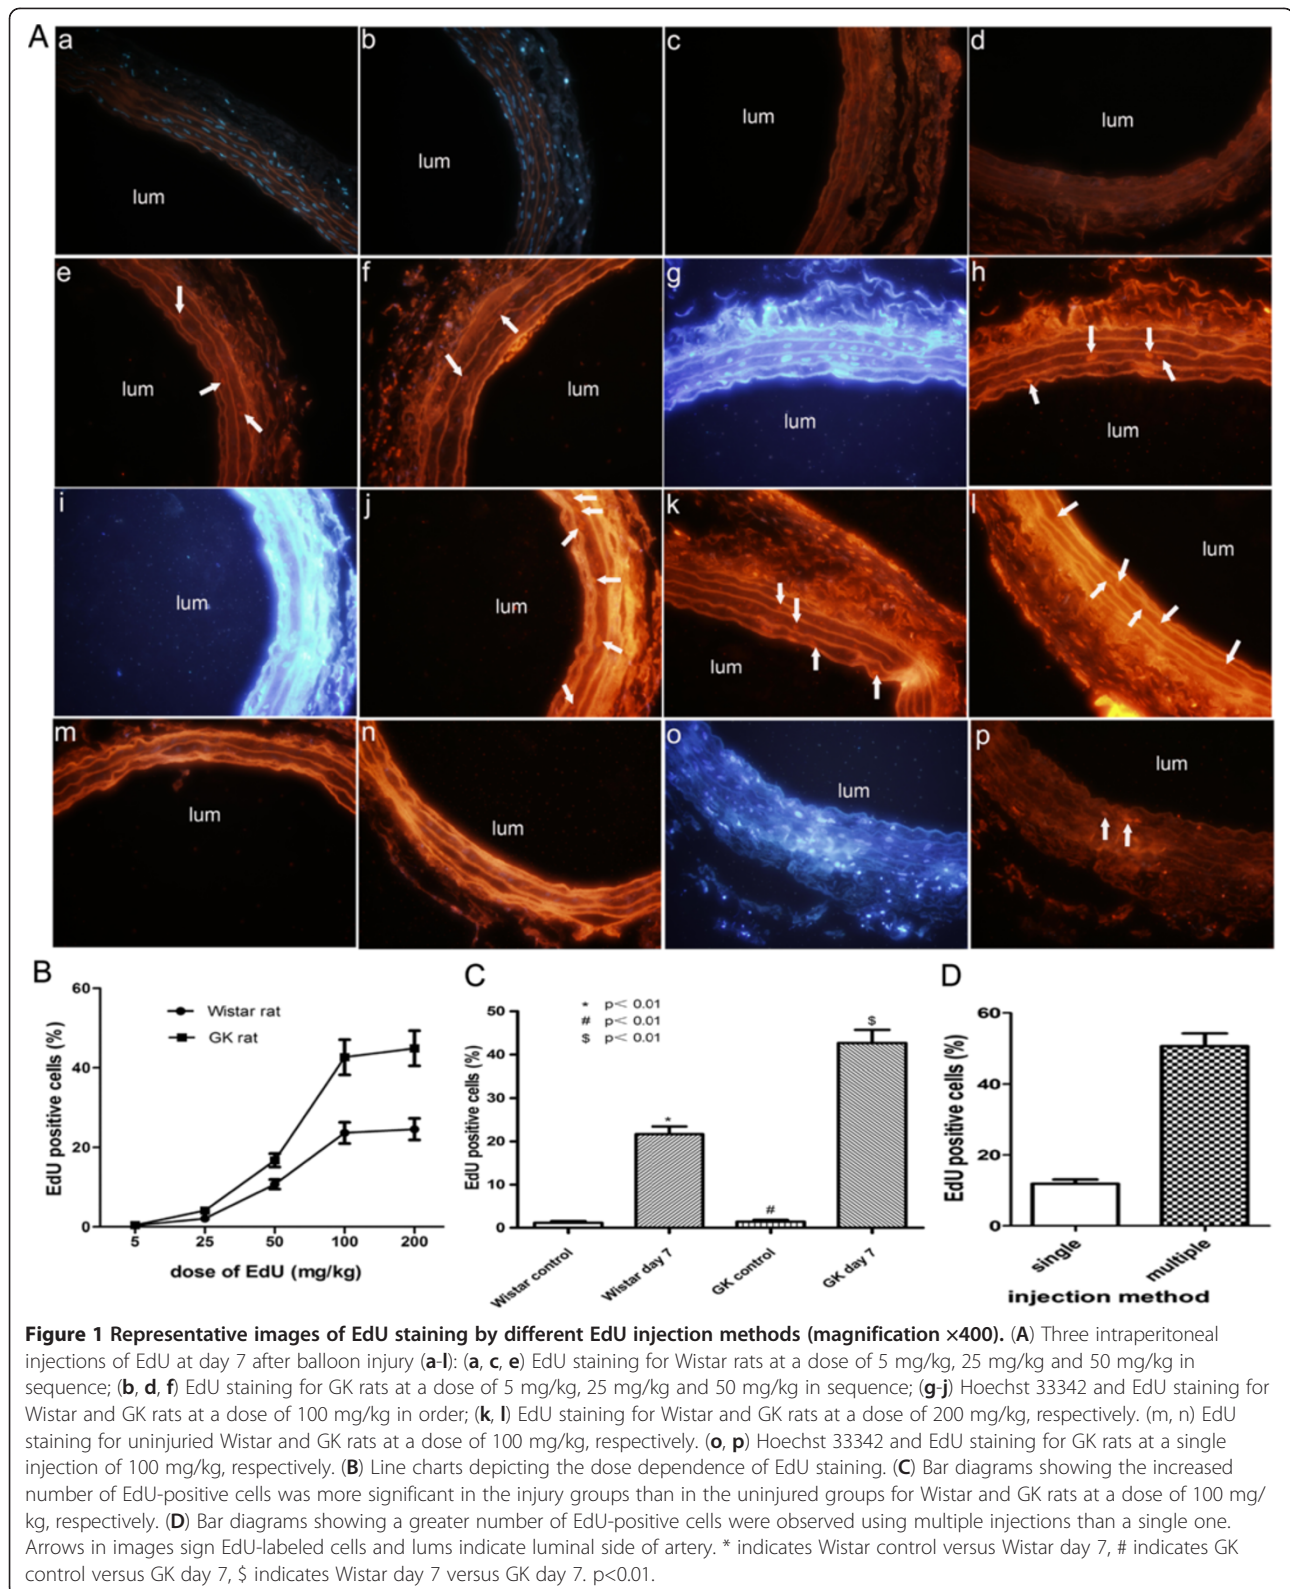 A
a
b
c
d
lum
lum
lum
lum
e
f
g
h
lum
lum
lum
lum
i
j
k
l
lum
lum
lum
lum
m
n
o
p
lum
lum
lum
lum
B
60
40
20
0
EdU positive cells (%)
Wistar rat
GK rat
5 25 50 100 200
dose of EdU (mg/kg)
C
50
40
30
20
10
0
EdU positive cells (%)
* p< 0.01
# p< 0.01
$ p< 0.01
*
#
$
Wistar control
Wistar day 7
GK control
GK day 7
D
60
40
20
0
EdU positive cells (%)
single
multiple
injection method
Figure 1 Representative images of EdU staining by different EdU injection methods (magnification ×400). (A) Three intraperitoneal
injections of EdU at day 7 after balloon injury (a-l): (a, c, e) EdU staining for Wistar rats at a dose of 5 mg/kg, 25 mg/kg and 50 mg/kg in
sequence; (b, d, f) EdU staining for GK rats at a dose of 5 mg/kg, 25 mg/kg and 50 mg/kg in sequence; (g-j) Hoechst 33342 and EdU staining for
Wistar and GK rats at a dose of 100 mg/kg in order; (k, l) EdU staining for Wistar and GK rats at a dose of 200 mg/kg, respectively. (m, n) EdU
staining for uninjuried Wistar and GK rats at a dose of 100 mg/kg, respectively. (o, p) Hoechst 33342 and EdU staining for GK rats at a single
injection of 100 mg/kg, respectively. (B) Line charts depicting the dose dependence of EdU staining. (C) Bar diagrams showing the increased
number of EdU-positive cells was more significant in the injury groups than in the uninjured groups for Wistar and GK rats at a dose of 100 mg/
kg, respectively. (D) Bar diagrams showing a greater number of EdU-positive cells were observed using multiple injections than a single one.
Arrows in images sign EdU-labeled cells and lums indicate luminal side of artery. * indicates Wistar control versus Wistar day 7, # indicates GK
control versus GK day 7, $ indicates Wistar day 7 versus GK day 7. p<0.01.